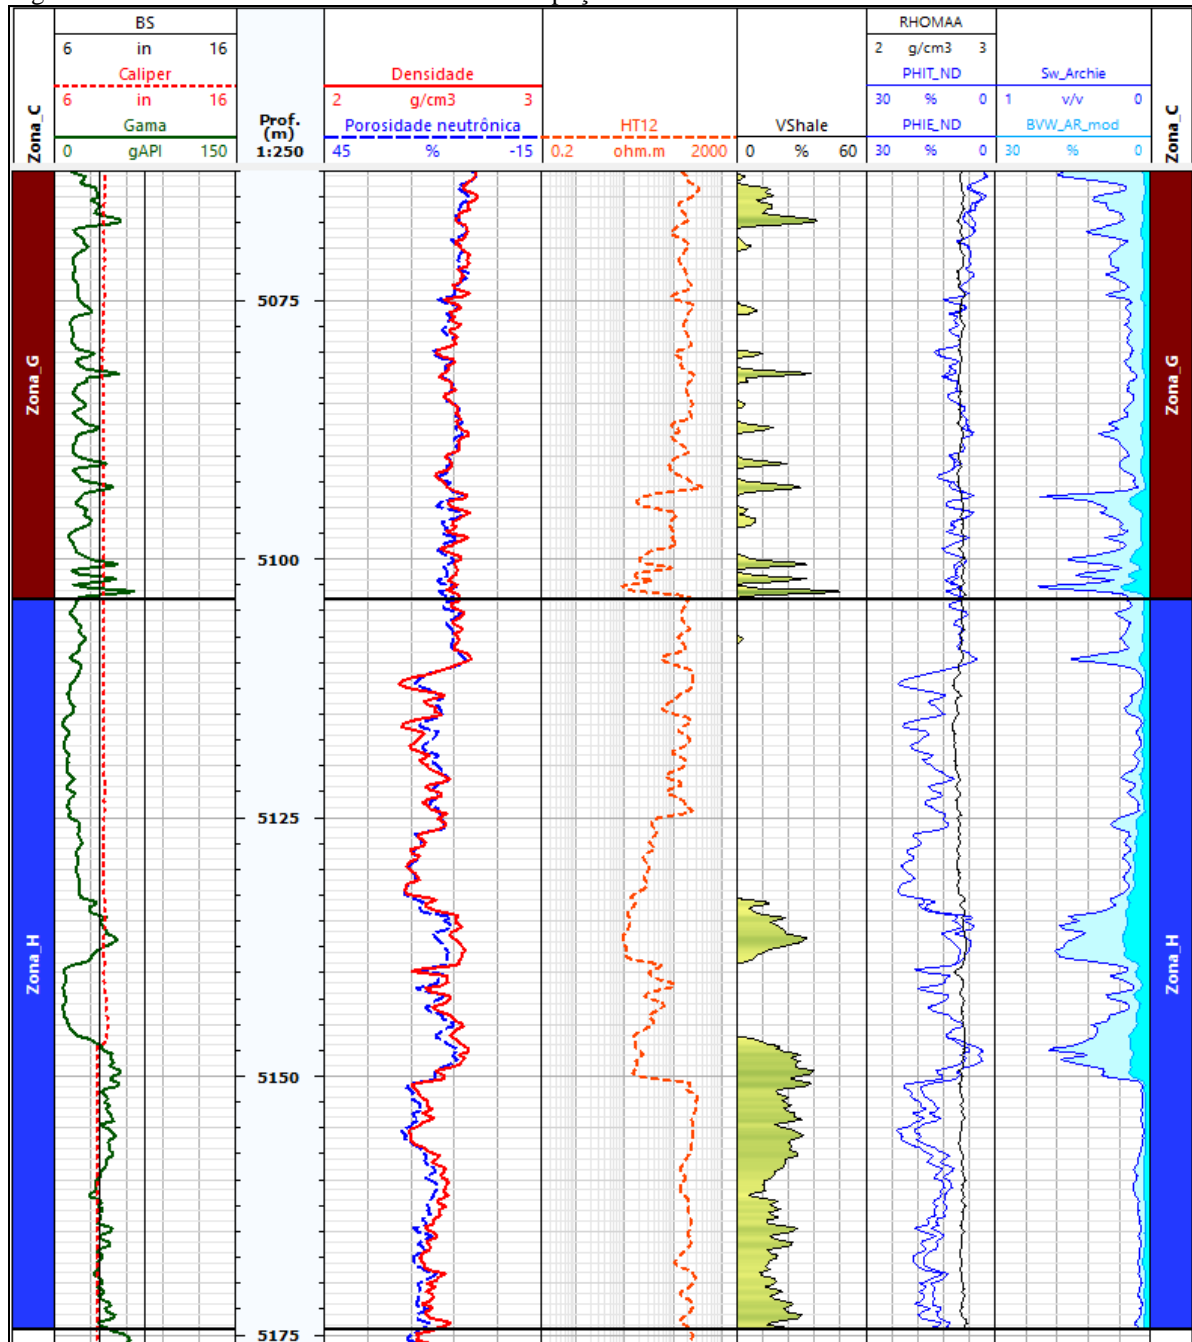 BS
6 in 16
Caliper
6 in 16
Gama
0 gAPI 150
Zona_C
Prof.
(m)
1:250
Densidade
2 g/cm3 3
Porosidade neutrônica
45 % -15
HT12
0.2 ohm.m 2000
VShale
0 % 60
RHOMAA
2 g/cm3 3
PHIT_ND
30 % 0
PHIE_ND
30 % 0
Sw_Archie
1 v/v 0
BVW_AR_mod
30 % 0
Zona_C
Zona_G
5075
Zona_G
5100
5125
Zona_H
Zona_H
5150
5175